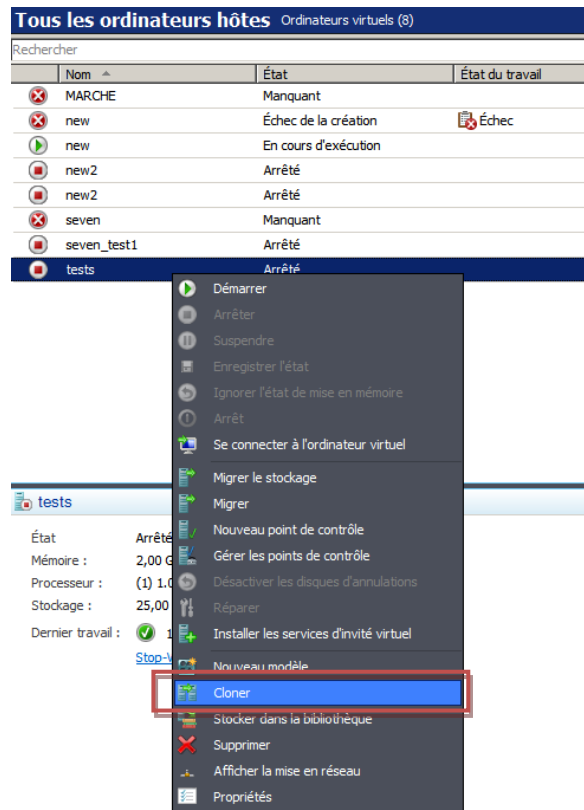 Tous les ordinateurs hôtes Ordinateurs virtuels (8)
Rechercher
Nom État État du travail
MARCHE Manquant
new Échec de la création Échec
new En cours d'exécution
new2 Arrêté
new2 Arrêté
seven Manquant
seven_test1 Arrêté
tests Arrêté
Démarrer
Arrêter
Suspendre
Enregistrer l'état
Ignorer l'état de mise en mémoire
Arrêt
Se connecter à l'ordinateur virtuel
Migrer le stockage
Migrer
Nouveau point de contrôle
Gérer les points de contrôle
Désactiver les disques d'annulations
Réparer
Installer les services d'invité virtuel
Nouveau modèle
Cloner
Stocker dans la bibliothèque
Supprimer
Afficher la mise en réseau
Propriétés
tests
État Arrêté
Mémoire : 2,00
Processeur : (1)
Stockage : 25,00
Dernier travail :